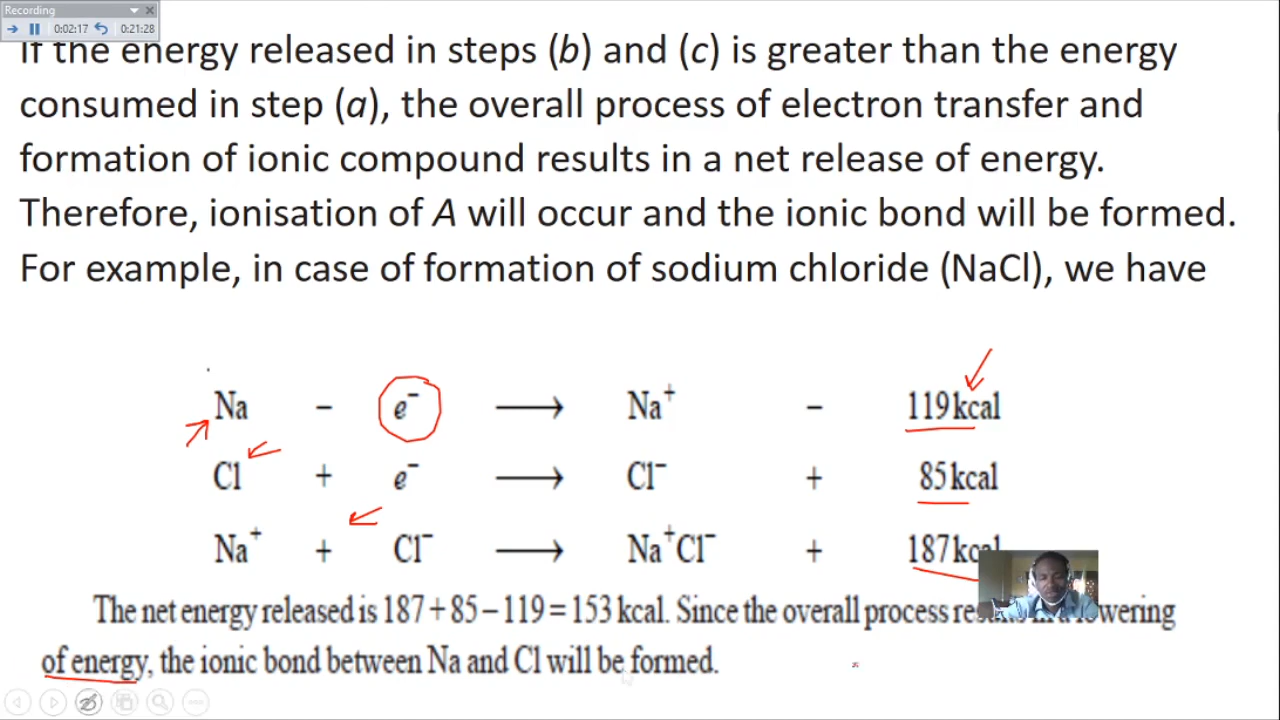 Recording
0:02:17 0:21:28
If the energy released in steps (b) and (c) is greater than the energy
consumed in step (a), the overall process of electron transfer and
formation of ionic compound results in a net release of energy.
Therefore, ionisation of A will occur and the ionic bond will be formed.
For example, in case of formation of sodium chloride (NaCl), we have
Na – e⁻ ⟶ Na⁺ – 119 kcal
Cl + e⁻ ⟶ Cl⁻ + 85 kcal
Na⁺ + Cl⁻ ⟶ Na⁺Cl⁻ + 187 kcal
The net energy released is 187 + 85 – 119 = 153 kcal. Since the overall process
of energy, the ionic bond between Na and Cl will be formed.